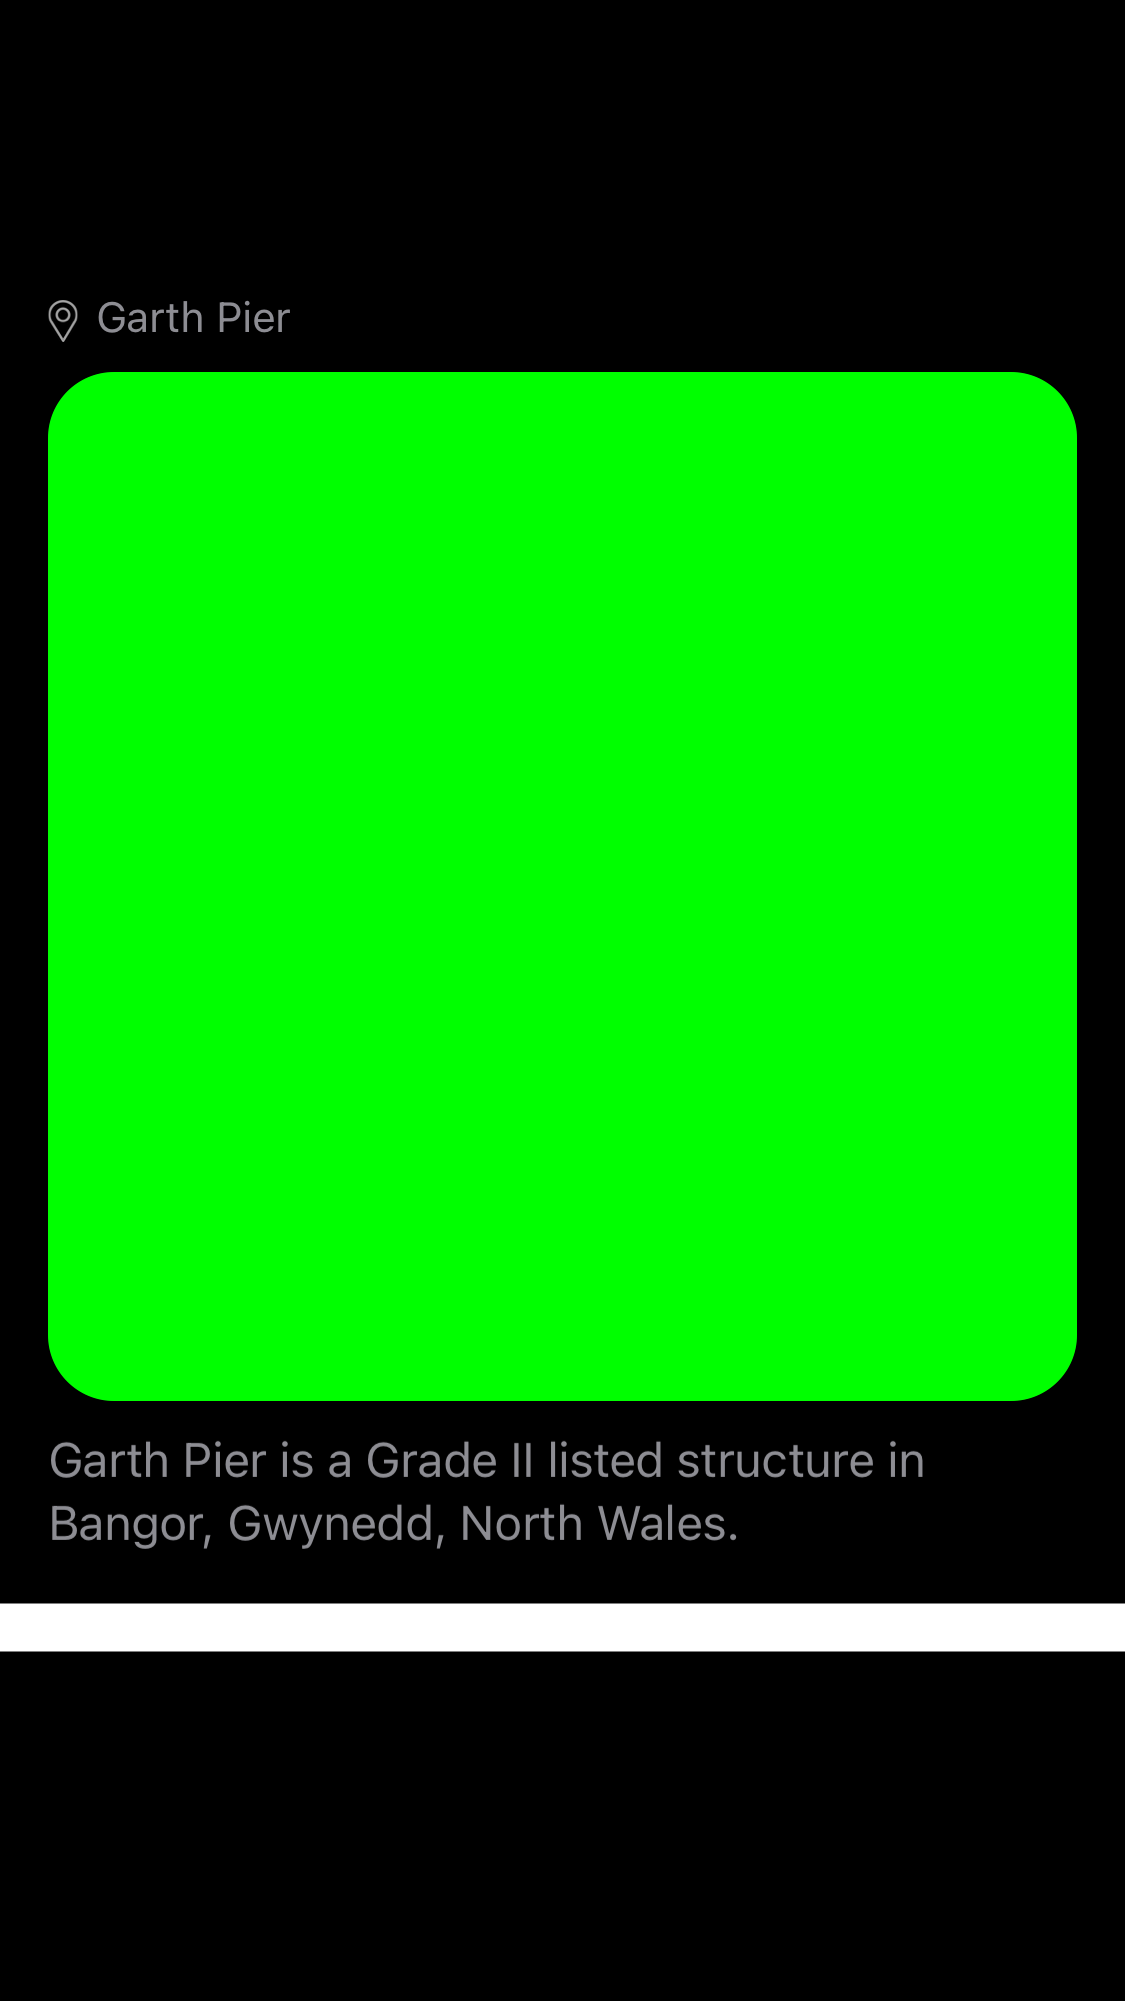 Garth Pier
Garth Pier is a Grade II listed structure in
Bangor, Gwynedd, North Wales.